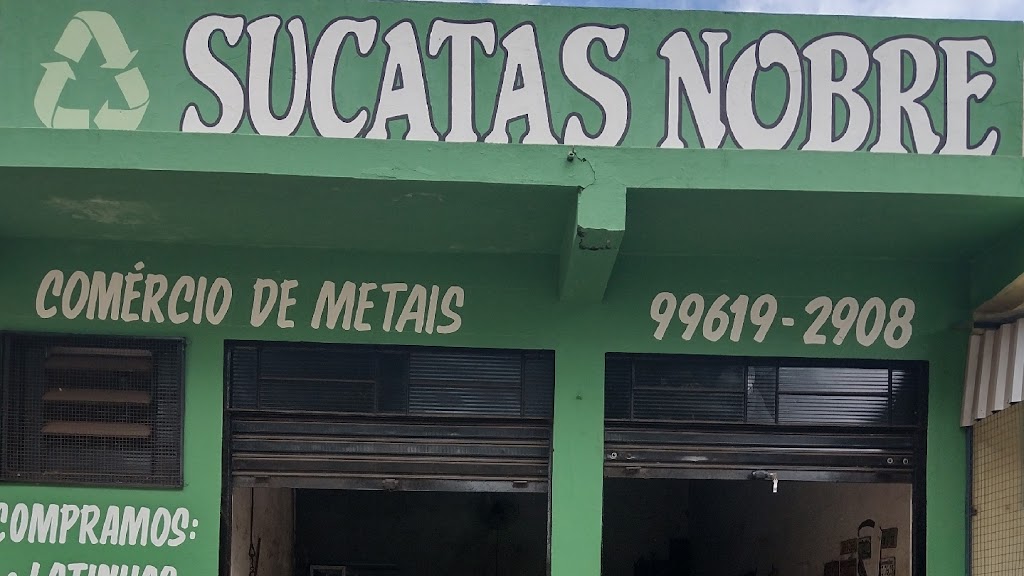 SUCATAS NOBRE
COMÉRCIO DE METAIS
99619-2908
COMPRAMOS: